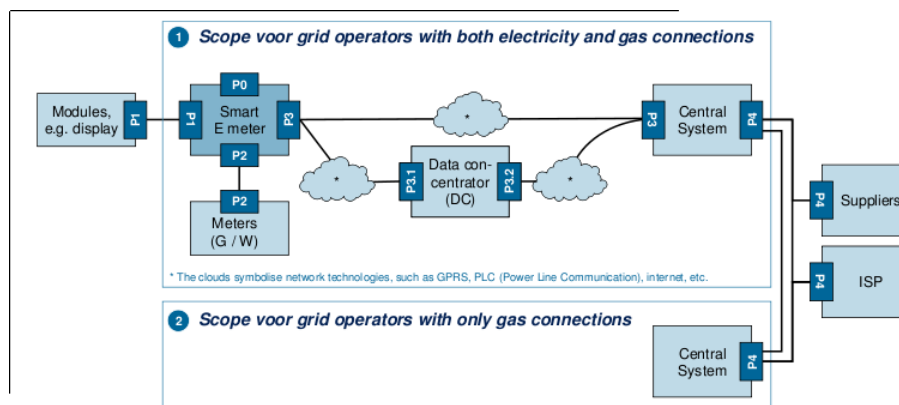 1 Scope voor grid operators with both electricity and gas connections
P0
Modules,
e.g. display
P1
P1
Smart
E meter
P3
P2
*
P3
Central
System
P4
*
P3.1
Data con-
centrator
(DC)
P3.2
*
P2
Meters
(G / W)
P4
Suppliers
* The clouds symbolise network technologies, such as GPRS, PLC (Power Line Communication), internet, etc.
P4
ISP
2 Scope voor grid operators with only gas connections
Central
System
P4